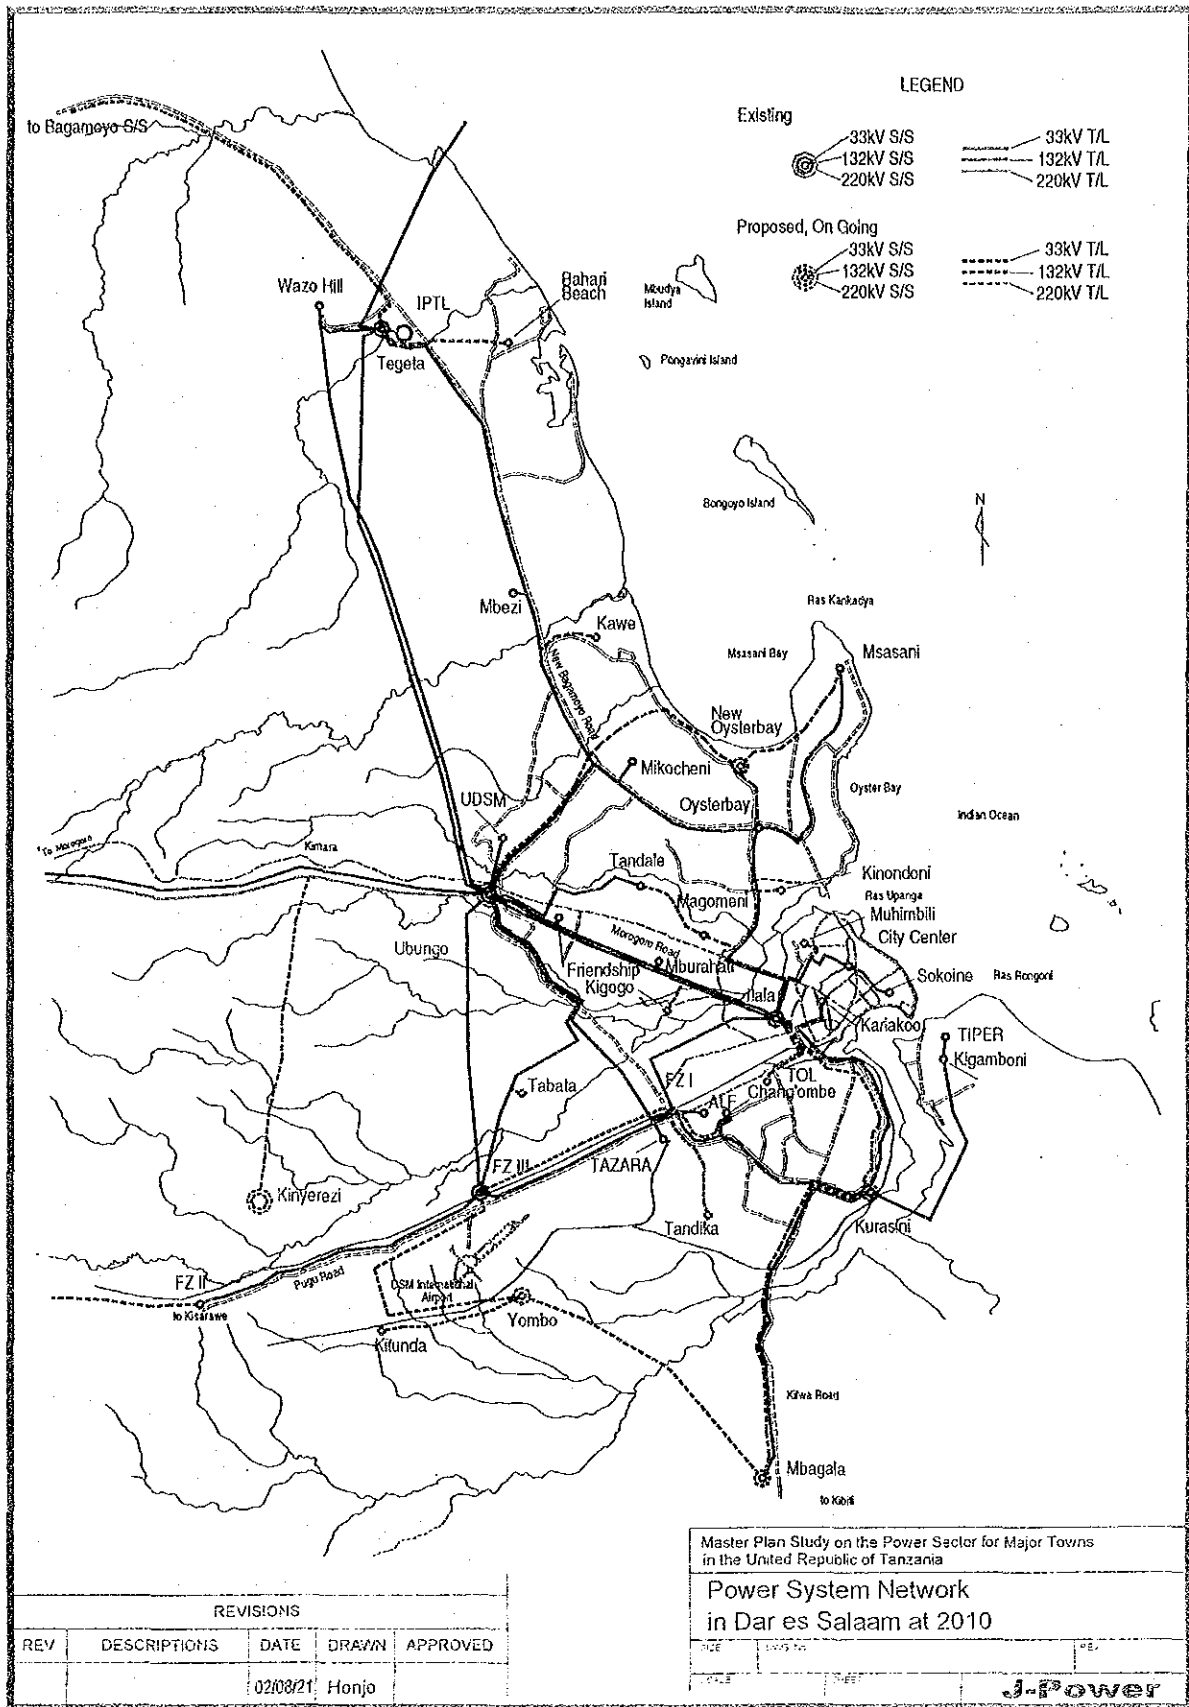 LEGEND
Existing
33kV S/S
132kV S/S
220kV S/S
33kV T/L
132kV T/L
220kV T/L
Proposed, On Going
33kV S/S
132kV S/S
220kV S/S
33kV T/L
132kV T/L
220kV T/L
to Bagamoyo S/S
Wazo Hill
IPTL
Tegeta
Bahari
Beach
Mbudya
Island
Pongavini Island
Bongoyo Island
N
Mbezi
Kawe
Ras Kankadya
Msasani Bay
Msasani
New Bagamoyo Road
New
Oysterbay
Mikocheni
Oysterbay
Oyster Bay
Indian Ocean
UDSM
To Morogoro
Kimara
Tandale
Kinondoni
Magomeni
Ras Upanga
Muhimbili
City Center
Ubungo
Morogoro Road
Friendship
Mburahati
Kigogo
Ilala
Sokoine
Ras Rongoni
Kariakoo
TIPER
Kigamboni
Tabata
FZ I
TOL
Chang'ombe
ALF
FZ III
TAZARA
Kinyerezi
Tandika
Kurasini
FZ II
Pugu Road
to Kisarawe
DSM International
Airport
Yombo
Kitunda
Kilwa Road
Mbagala
to Kibiti
Master Plan Study on the Power Sector for Major Towns
in the United Republic of Tanzania
Power System Network
in Dar es Salaam at 2010
REVISIONS
REV DESCRIPTIONS DATE DRAWN APPROVED
02/08/21 Honjo
J-Power